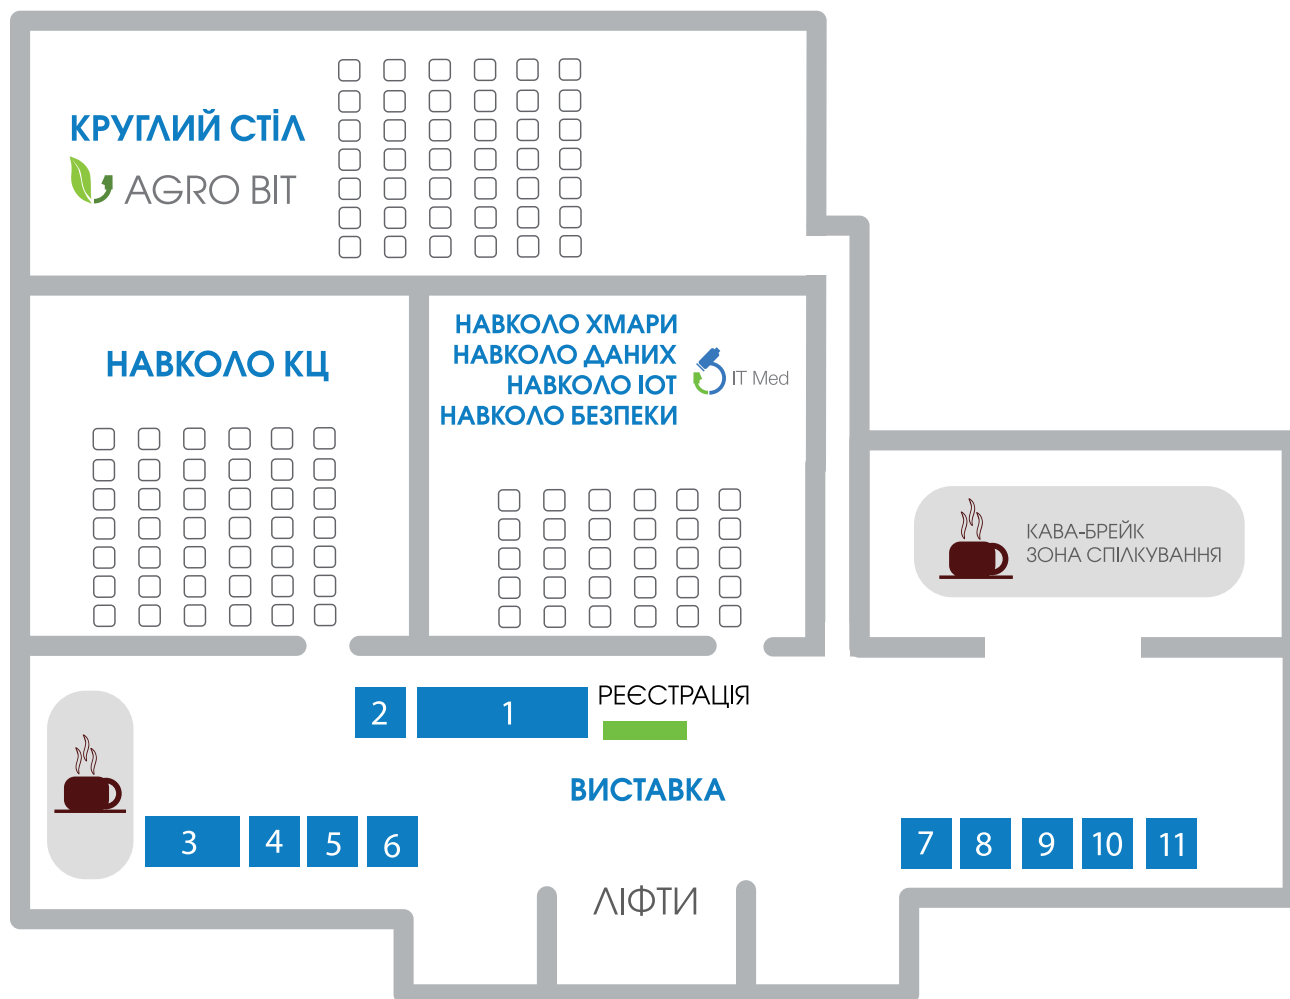 КРУГЛИЙ СТІЛ
AGRO BIT
НАВКОЛО КЦ
НАВКОЛО ХМАРИ
НАВКОЛО ДАНИХ
НАВКОЛО ІОТ
НАВКОЛО БЕЗПЕКИ
IT Med
КАВА-БРЕЙК
ЗОНА СПІЛКУВАННЯ
2
1
РЕЄСТРАЦІЯ
ВИСТАВКА
3
4
5
6
7
8
9
10
11
ЛІФТИ